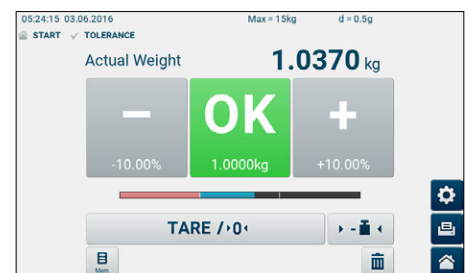 05:24:15 03.06.2016 Max = 15kg d = 0.5g
START TOLERANCE
Actual Weight 1.0370 kg
− OK +
-10.00% 1.0000kg +10.00%
TARE /›0‹ › - ‹
Mem